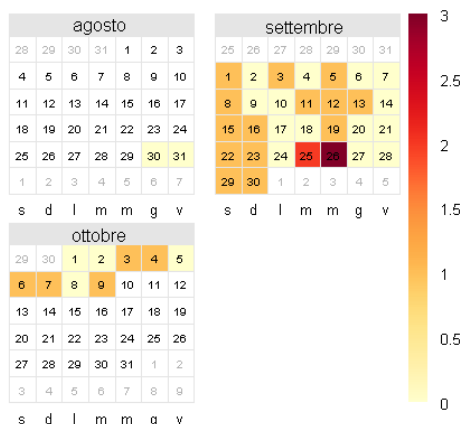 agosto
28 29 30 31 1 2 3
4 5 6 7 8 9 10
11 12 13 14 15 16 17
18 19 20 21 22 23 24
25 26 27 28 29 30 31
1 2 3 4 5 6 7
s d l m m g v
settembre
25 26 27 28 29 30 31
1 2 3 4 5 6 7
8 9 10 11 12 13 14
15 16 17 18 19 20 21
22 23 24 25 26 27 28
29 30 1 2 3 4 5
s d l m m g v
ottobre
29 30 1 2 3 4 5
6 7 8 9 10 11 12
13 14 15 16 17 18 19
20 21 22 23 24 25 26
27 28 29 30 31 1 2
3 4 5 6 7 8 9
s d l m m g v
3
2.5
2
1.5
1
0.5
0